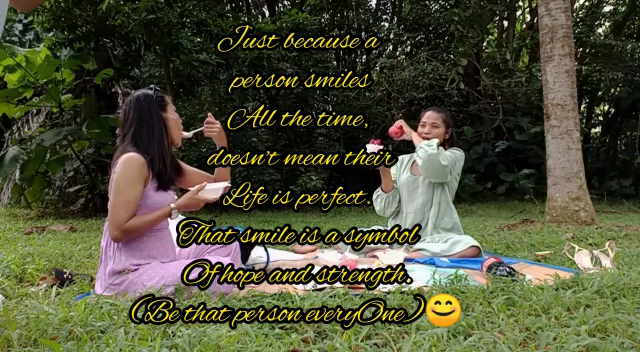 Just because a
person smiles
All the time,
doesn't mean their
Life is perfect.
That smile is a symbol
Of hope and strength.
(Be that person everyOne)😊